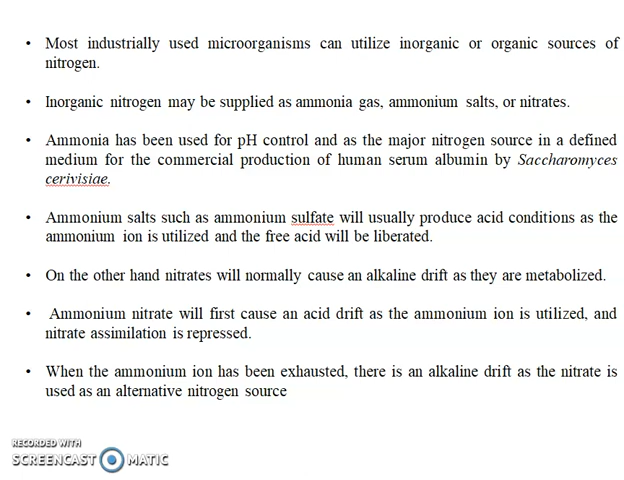 • Most industrially used microorganisms can utilize inorganic or organic sources of
nitrogen.
• Inorganic nitrogen may be supplied as ammonia gas, ammonium salts, or nitrates.
• Ammonia has been used for pH control and as the major nitrogen source in a defined
medium for the commercial production of human serum albumin by Saccharomyces
cerivisiae.
• Ammonium salts such as ammonium sulfate will usually produce acid conditions as the
ammonium ion is utilized and the free acid will be liberated.
• On the other hand nitrates will normally cause an alkaline drift as they are metabolized.
• Ammonium nitrate will first cause an acid drift as the ammonium ion is utilized, and
nitrate assimilation is repressed.
• When the ammonium ion has been exhausted, there is an alkaline drift as the nitrate is
used as an alternative nitrogen source
RECORDED WITH
SCREENCAST MATIC